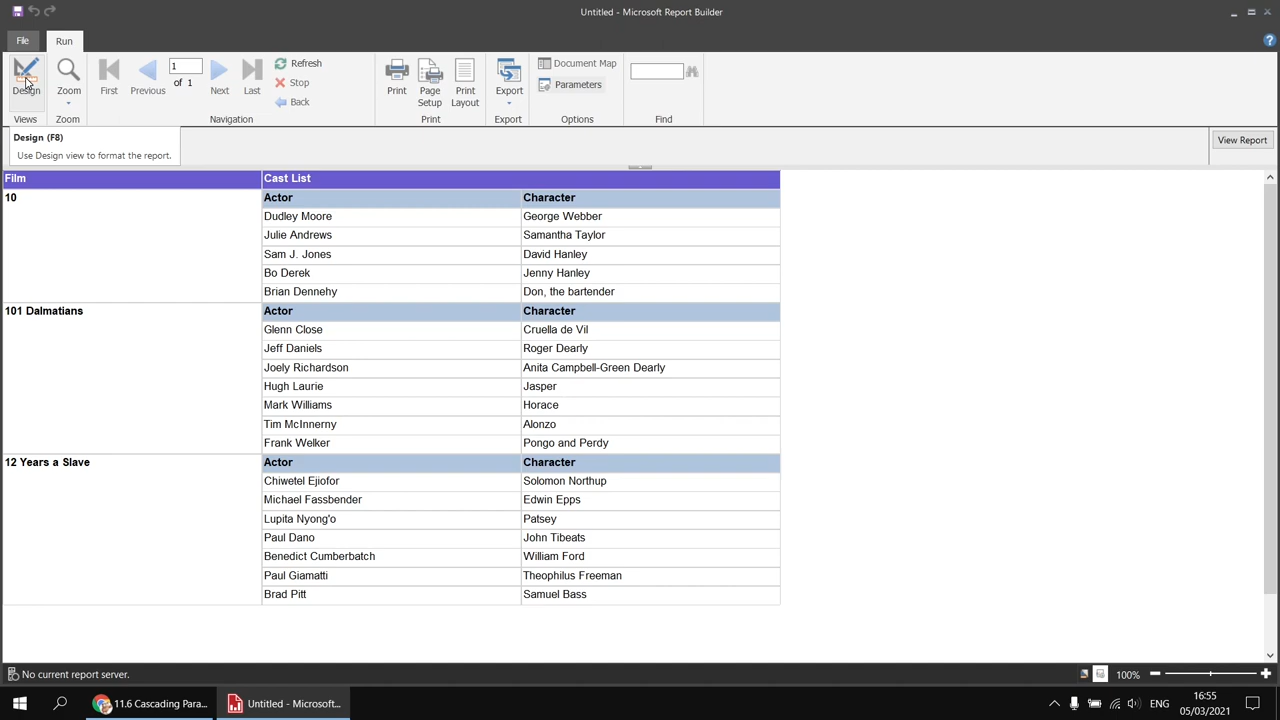 Untitled - Microsoft Report Builder
File
Run
Design
Zoom
First
Previous
1
of 1
Next
Last
Refresh
Stop
Back
Print
Page Setup
Print Layout
Export
Document Map
Parameters
Views
Zoom
Navigation
Print
Export
Options
Find
Design (F8)
Use Design view to format the report.
View Report
Film Cast List
10 Actor Character
Dudley Moore George Webber
Julie Andrews Samantha Taylor
Sam J. Jones David Hanley
Bo Derek Jenny Hanley
Brian Dennehy Don, the bartender
101 Dalmatians Actor Character
Glenn Close Cruella de Vil
Jeff Daniels Roger Dearly
Joely Richardson Anita Campbell-Green Dearly
Hugh Laurie Jasper
Mark Williams Horace
Tim McInnerny Alonzo
Frank Welker Pongo and Perdy
12 Years a Slave Actor Character
Chiwetel Ejiofor Solomon Northup
Michael Fassbender Edwin Epps
Lupita Nyong'o Patsey
Paul Dano John Tibeats
Benedict Cumberbatch William Ford
Paul Giamatti Theophilus Freeman
Brad Pitt Samuel Bass
No current report server.
100%
11.6 Cascading Para...
Untitled - Microsoft...
ENG
16:55
05/03/2021